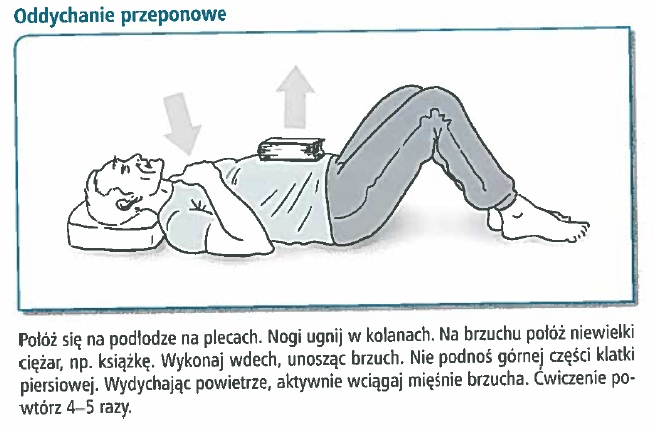 Oddychanie przeponowe
Połóż się na podłodze na plecach. Nogi ugnij w kolanach. Na brzuchu połóż niewielki
ciężar, np. książkę. Wykonaj wdech, unosząc brzuch. Nie podnoś górnej części klatki
piersiowej. Wydychając powietrze, aktywnie wciągaj mięśnie brzucha. Ćwiczenie po-
wtórz 4–5 razy.